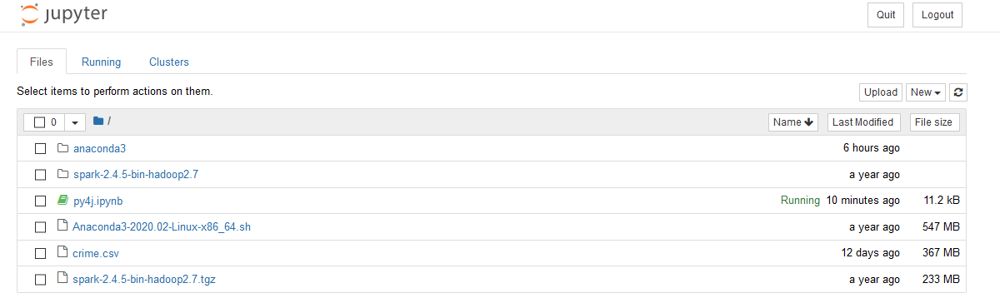 jupyter Quit Logout
Files Running Clusters
Select items to perform actions on them. Upload New
0 / Name Last Modified File size
anaconda3 6 hours ago
spark-2.4.5-bin-hadoop2.7 a year ago
py4j.ipynb Running 10 minutes ago 11.2 kB
Anaconda3-2020.02-Linux-x86_64.sh a year ago 547 MB
crime.csv 12 days ago 367 MB
spark-2.4.5-bin-hadoop2.7.tgz a year ago 233 MB